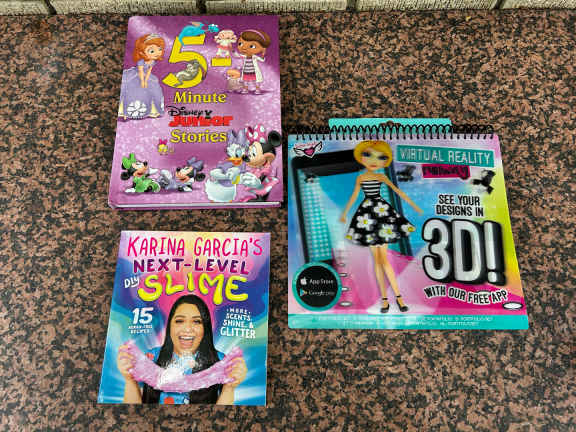 5-
Minute
Disney
Junior
Stories
VIRTUAL REALITY
SEE YOUR
DESIGNS IN
3D!
WITH OUR FREE APP
App Store
Google play
KARINA GARCIA'S
NEXT-LEVEL
DIY SLIME
15
MORE
SCENTS,
SHINE, &
GLITTER